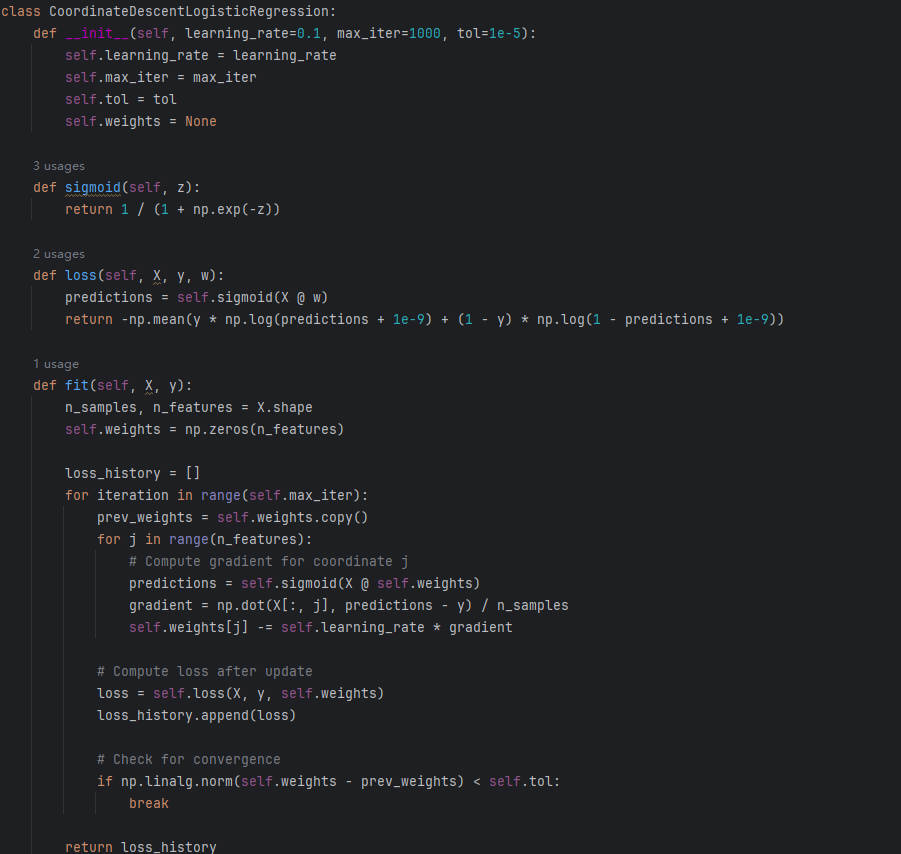 class CoordinateDescentLogisticRegression:
    def __init__(self, learning_rate=0.1, max_iter=1000, tol=1e-5):
        self.learning_rate = learning_rate
        self.max_iter = max_iter
        self.tol = tol
        self.weights = None
    3 usages
    def sigmoid(self, z):
        return 1 / (1 + np.exp(-z))
    2 usages
    def loss(self, X, y, w):
        predictions = self.sigmoid(X @ w)
        return -np.mean(y * np.log(predictions + 1e-9) + (1 - y) * np.log(1 - predictions + 1e-9))
    1 usage
    def fit(self, X, y):
        n_samples, n_features = X.shape
        self.weights = np.zeros(n_features)
        loss_history = []
        for iteration in range(self.max_iter):
            prev_weights = self.weights.copy()
            for j in range(n_features):
                # Compute gradient for coordinate j
                predictions = self.sigmoid(X @ self.weights)
                gradient = np.dot(X[:, j], predictions - y) / n_samples
                self.weights[j] -= self.learning_rate * gradient
            # Compute loss after update
            loss = self.loss(X, y, self.weights)
            loss_history.append(loss)
            # Check for convergence
            if np.linalg.norm(self.weights - prev_weights) < self.tol:
                break
        return loss_history